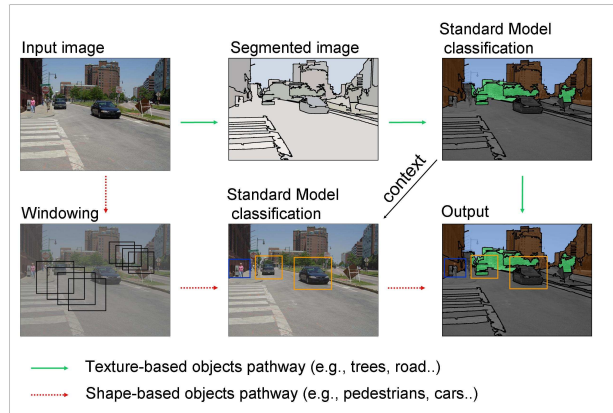 Input image
Segmented image
Standard Model
classification
Windowing
Standard Model
classification
context
Output
Texture-based objects pathway (e.g., trees, road..)
Shape-based objects pathway (e.g., pedestrians, cars..)